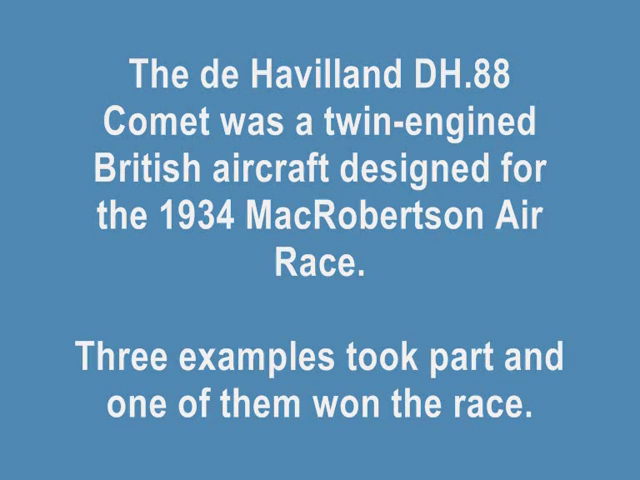 The de Havilland DH.88
Comet was a twin-engined
British aircraft designed for
the 1934 MacRobertson Air
Race.
Three examples took part and
one of them won the race.